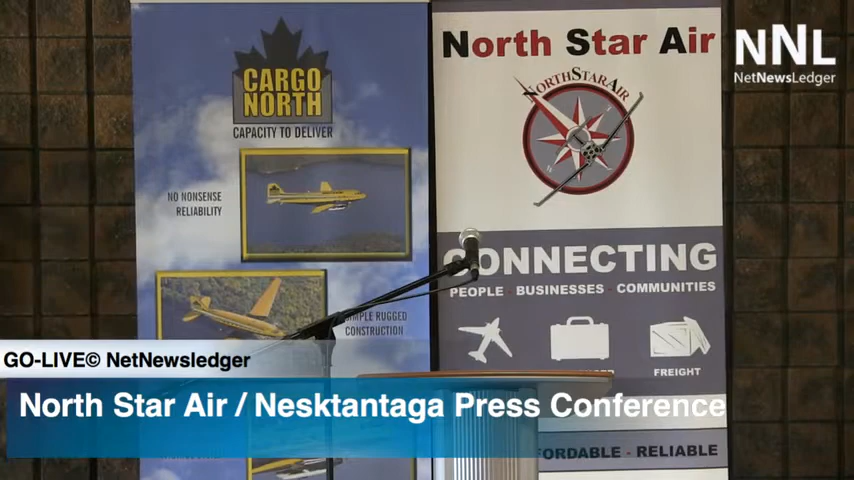 CARGO
NORTH
CAPACITY TO DELIVER
NO NONSENSE
RELIABILITY
RUGGED
CONSTRUCTION
North Star Air
NORTHSTARAIR
CONNECTING
PEOPLE - BUSINESSES - COMMUNITIES
FREIGHT
AFFORDABLE - RELIABLE
NNL
NetNewsLedger
GO-LIVE© NetNewsledger
North Star Air / Nesktantaga Press Conference